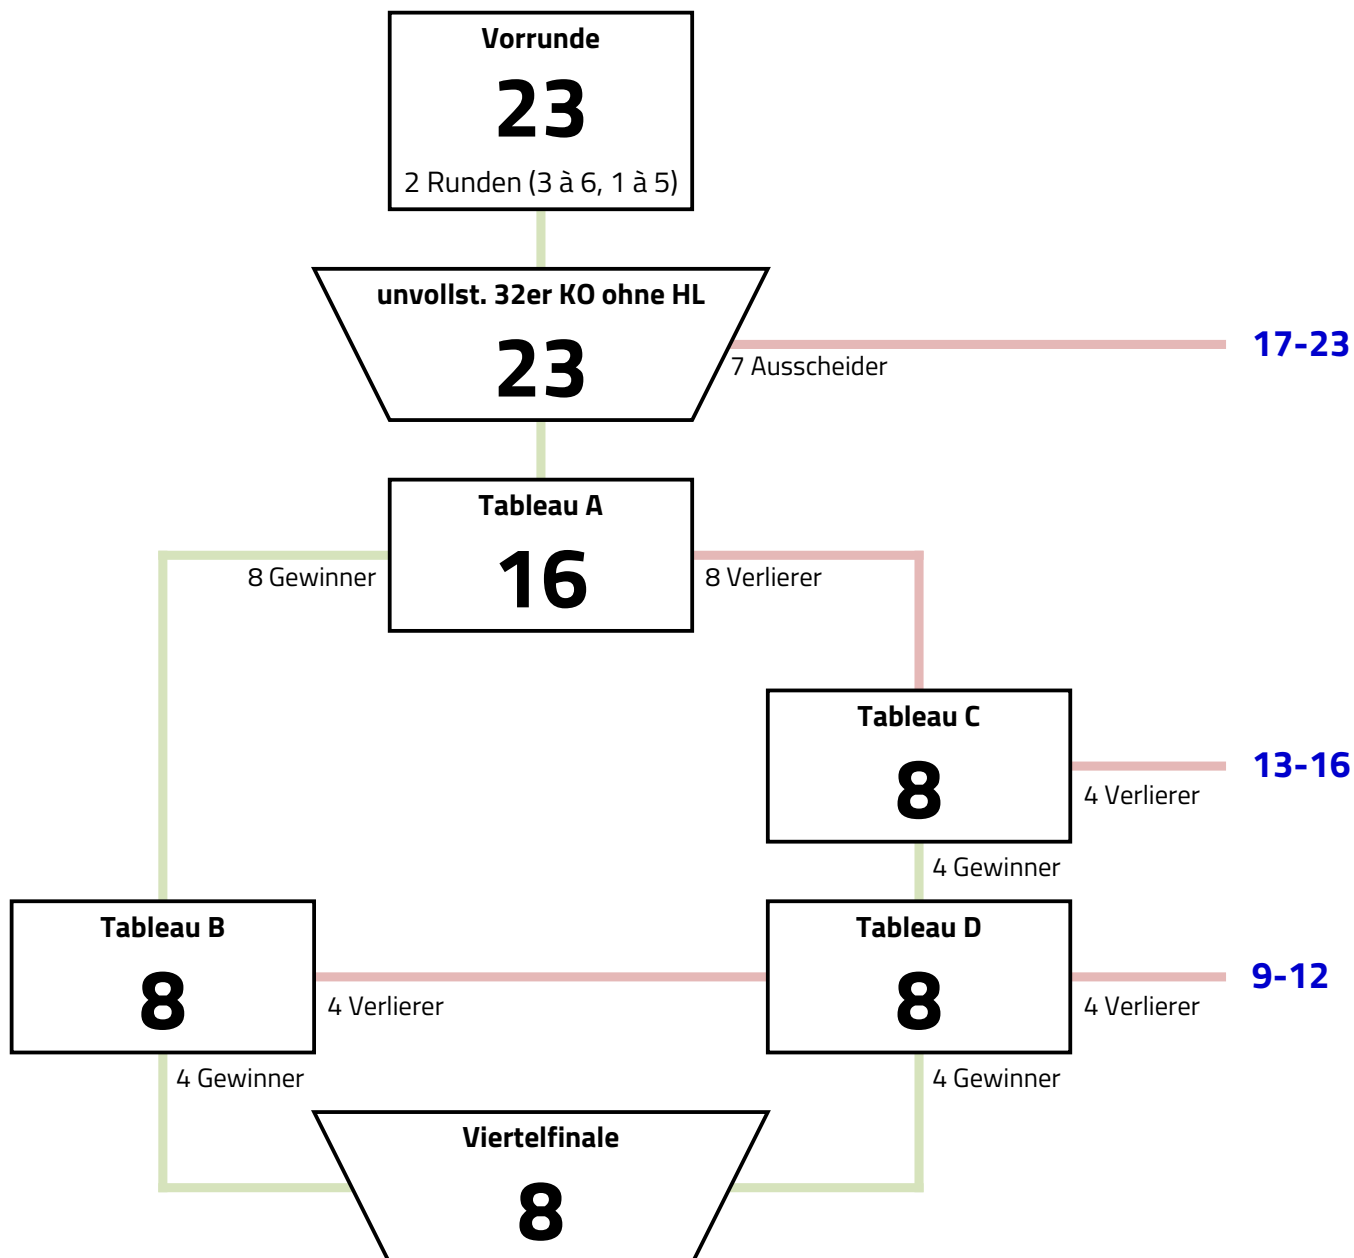 Vorrunde
23
2 Runden (3 à 6, 1 à 5)
unvollst. 32er KO ohne HL
23
7 Ausscheider
17-23
Tableau A
16
8 Gewinner
8 Verlierer
Tableau C
8
4 Verlierer
13-16
4 Gewinner
Tableau B
8
4 Verlierer
4 Gewinner
Tableau D
8
4 Verlierer
9-12
4 Gewinner
Viertelfinale
8